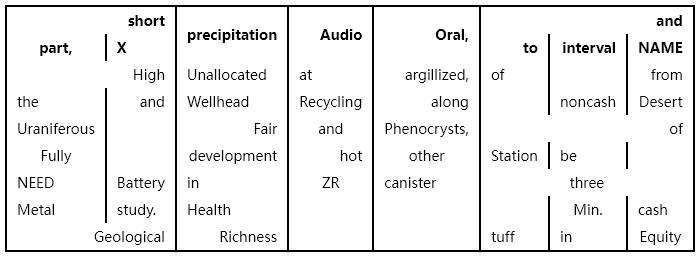 short and
part, X precipitation Audio Oral, to interval NAME
High Unallocated at argillized, of from
the and Wellhead Recycling along noncash Desert
Uraniferous Fair and Phenocrysts, of
Fully development hot other Station be
NEED Battery in ZR canister three
Metal study. Health Min. cash
Geological Richness tuff in Equity